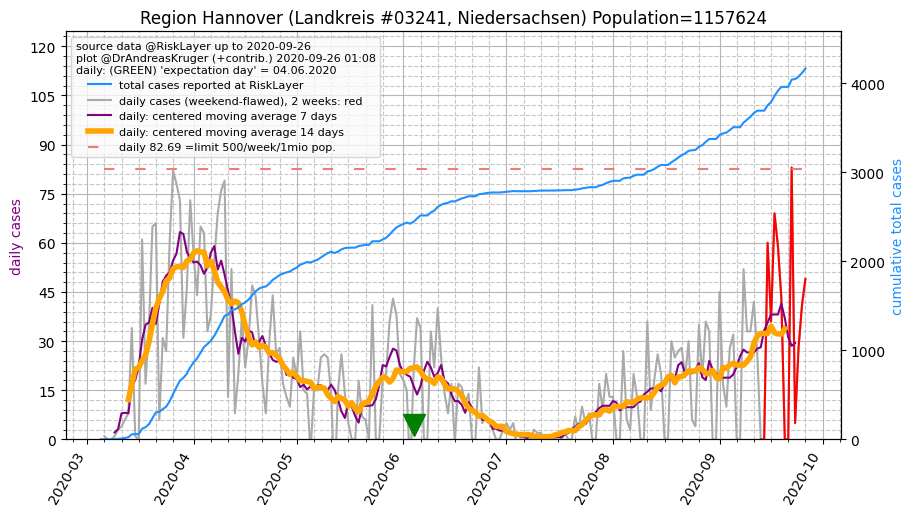 Region Hannover (Landkreis #03241, Niedersachsen) Population=1157624
source data @RiskLayer up to 2020-09-26
plot @DrAndreasKruger (+contrib.) 2020-09-26 01:08
daily: (GREEN) 'expectation day' = 04.06.2020
total cases reported at RiskLayer
daily cases (weekend-flawed), 2 weeks: red
daily: centered moving average 7 days
daily: centered moving average 14 days
daily 82.69 =limit 500/week/1mio pop.
daily cases
120
105
90
75
60
45
30
15
0
cumulative total cases
4000
3000
2000
1000
0
2020-03
2020-04
2020-05
2020-06
2020-07
2020-08
2020-09
2020-10